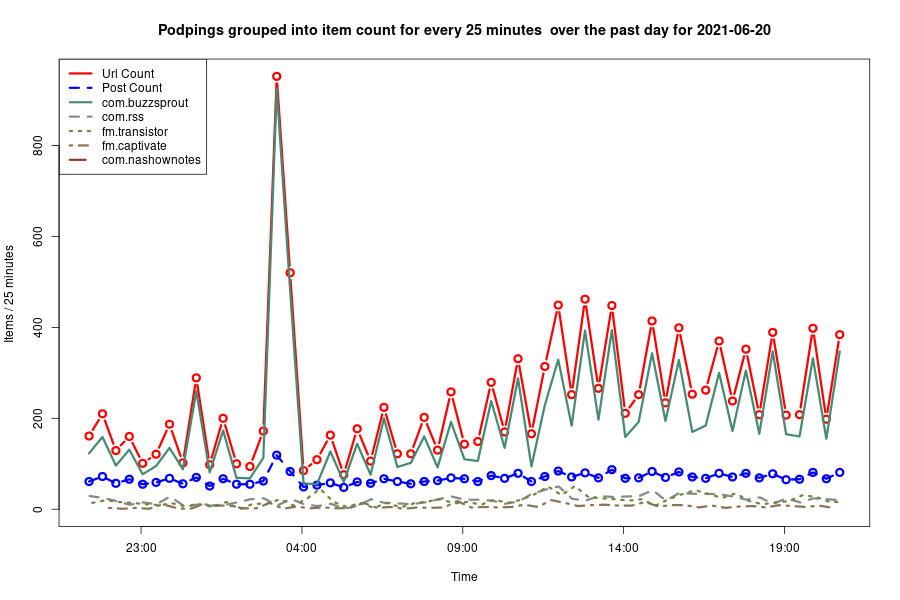 Podpings grouped into item count for every 25 minutes  over the past day for 2021-06-20
Url Count
Post Count
com.buzzsprout
com.rss
fm.transistor
fm.captivate
com.nashownotes
Items / 25 minutes
800
600
400
200
0
23:00
04:00
09:00
14:00
19:00
Time